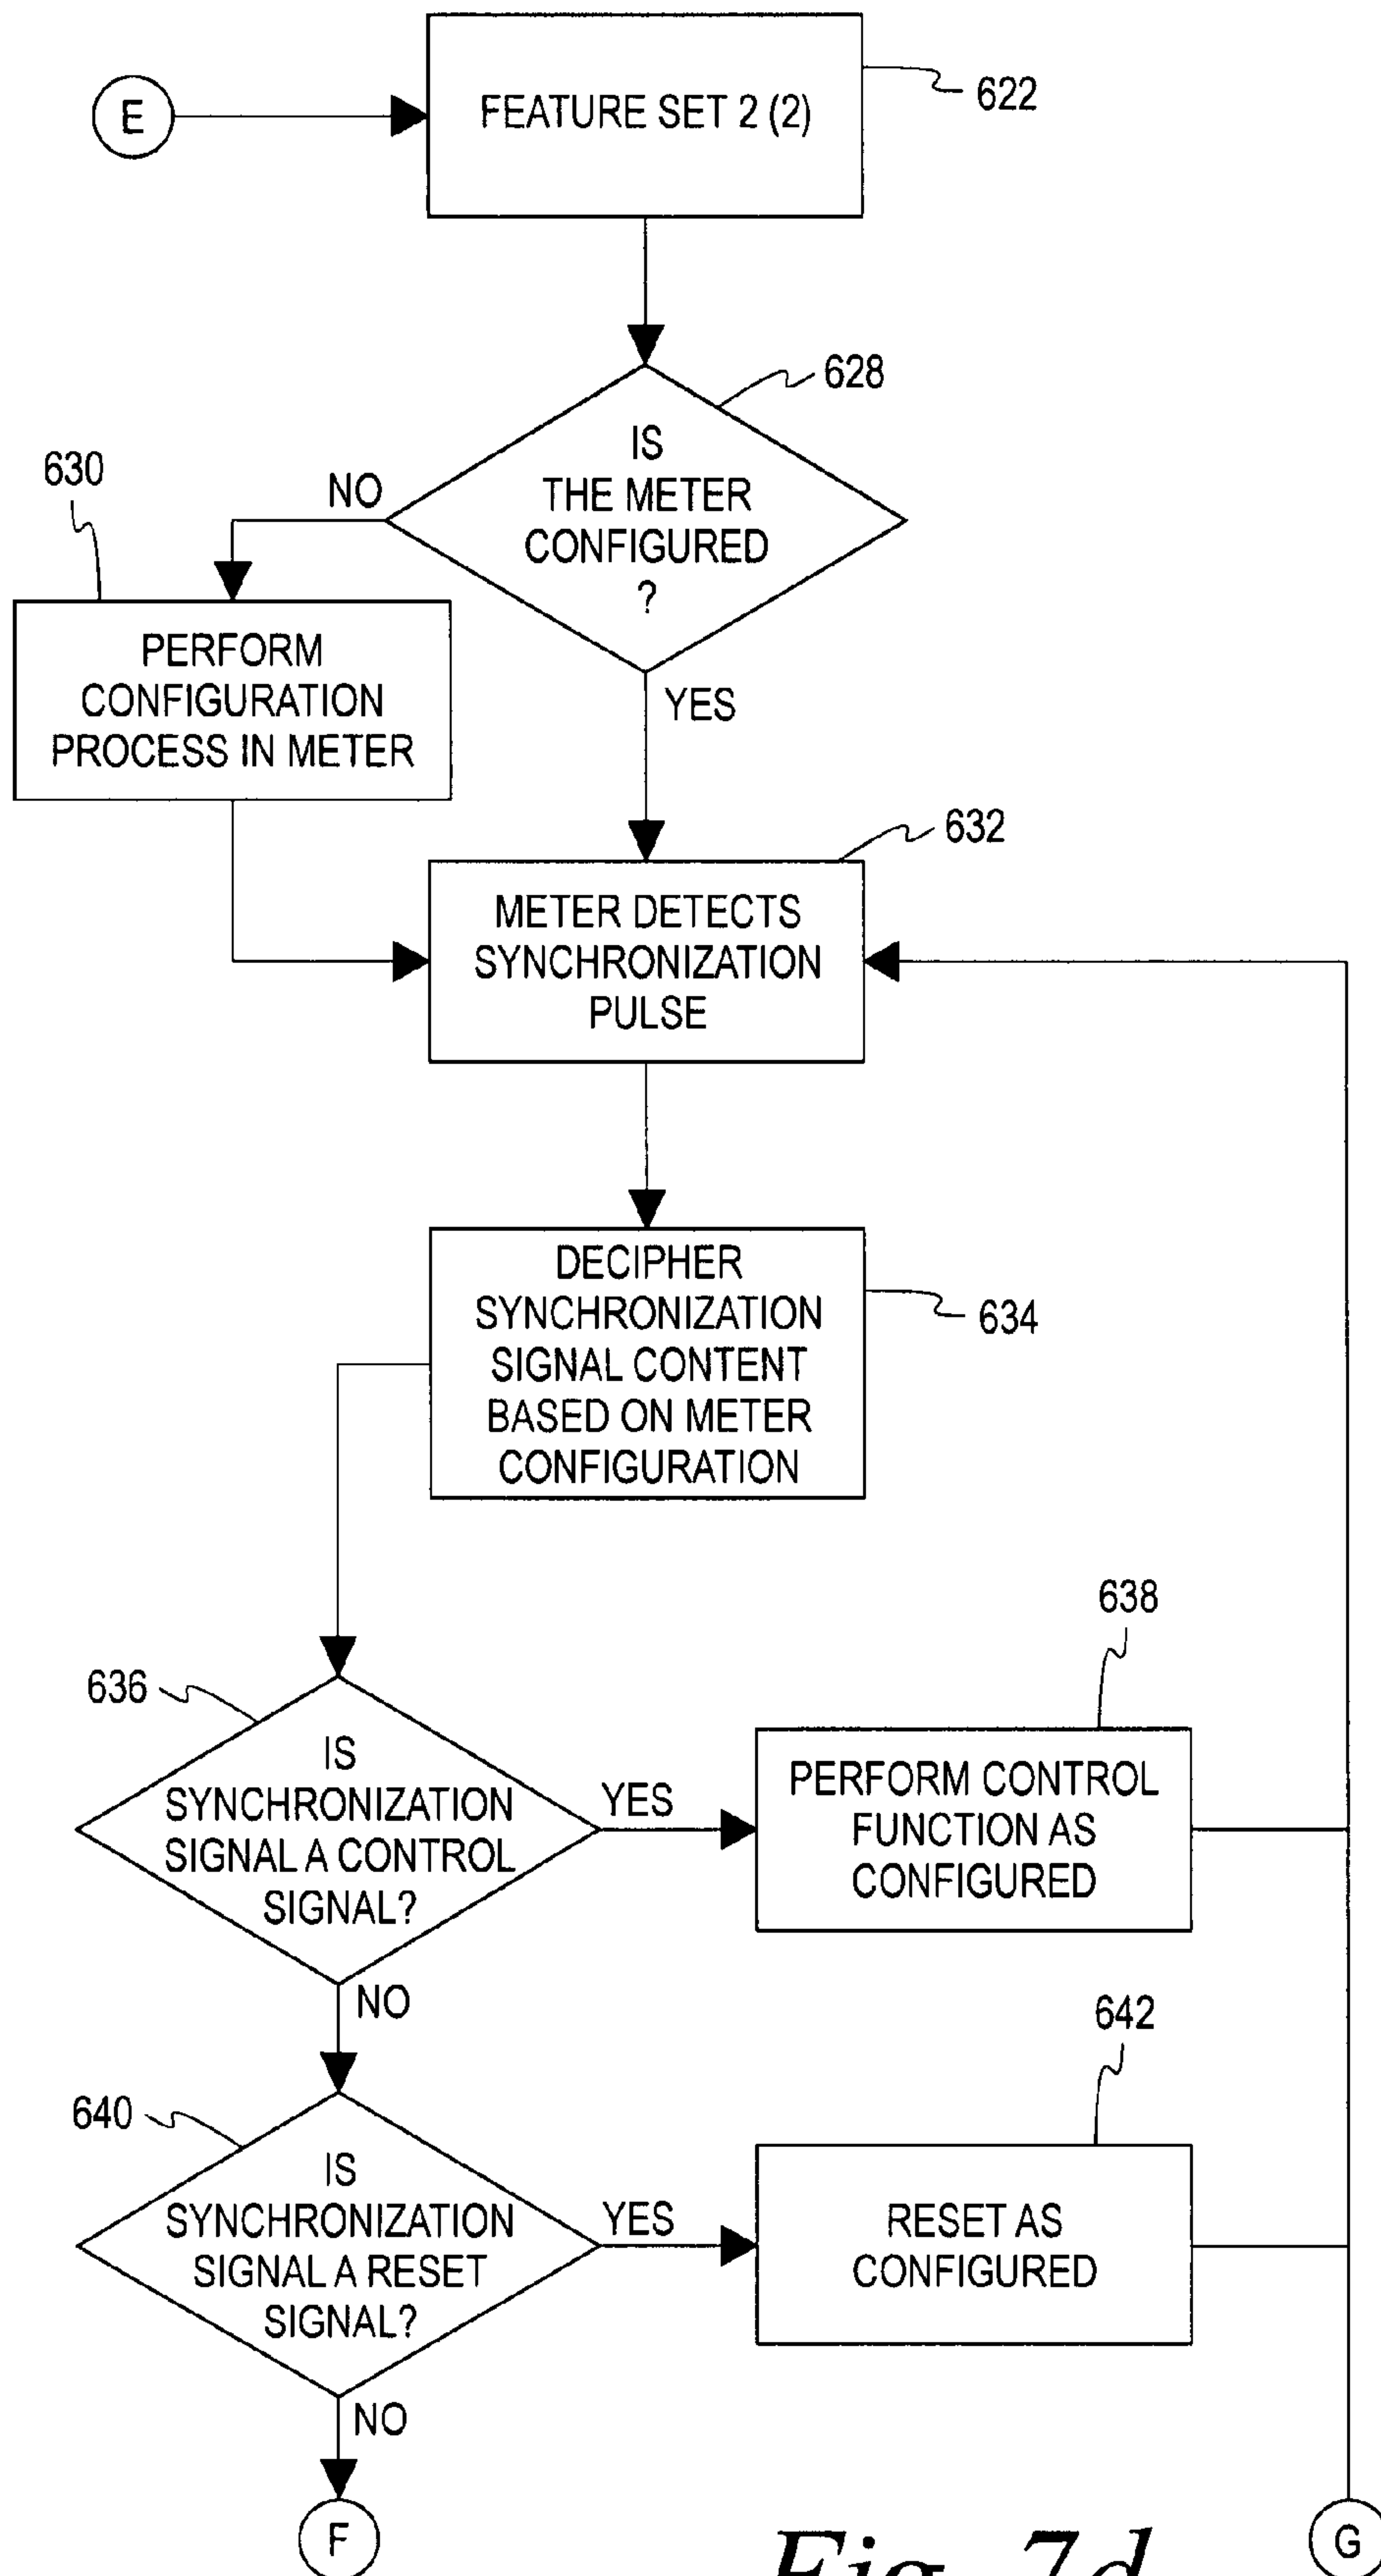 E
FEATURE SET 2 (2)
622
628
IS
THE METER
CONFIGURED
?
NO
630
YES
PERFORM
CONFIGURATION
PROCESS IN METER
632
METER DETECTS
SYNCHRONIZATION
PULSE
DECIPHER
SYNCHRONIZATION
SIGNAL CONTENT
BASED ON METER
CONFIGURATION
634
636
IS
SYNCHRONIZATION
SIGNAL A CONTROL
SIGNAL?
YES
638
PERFORM CONTROL
FUNCTION AS
CONFIGURED
NO
640
IS
SYNCHRONIZATION
SIGNAL A RESET
SIGNAL?
YES
642
RESET AS
CONFIGURED
NO
F
Fig. 7d
G